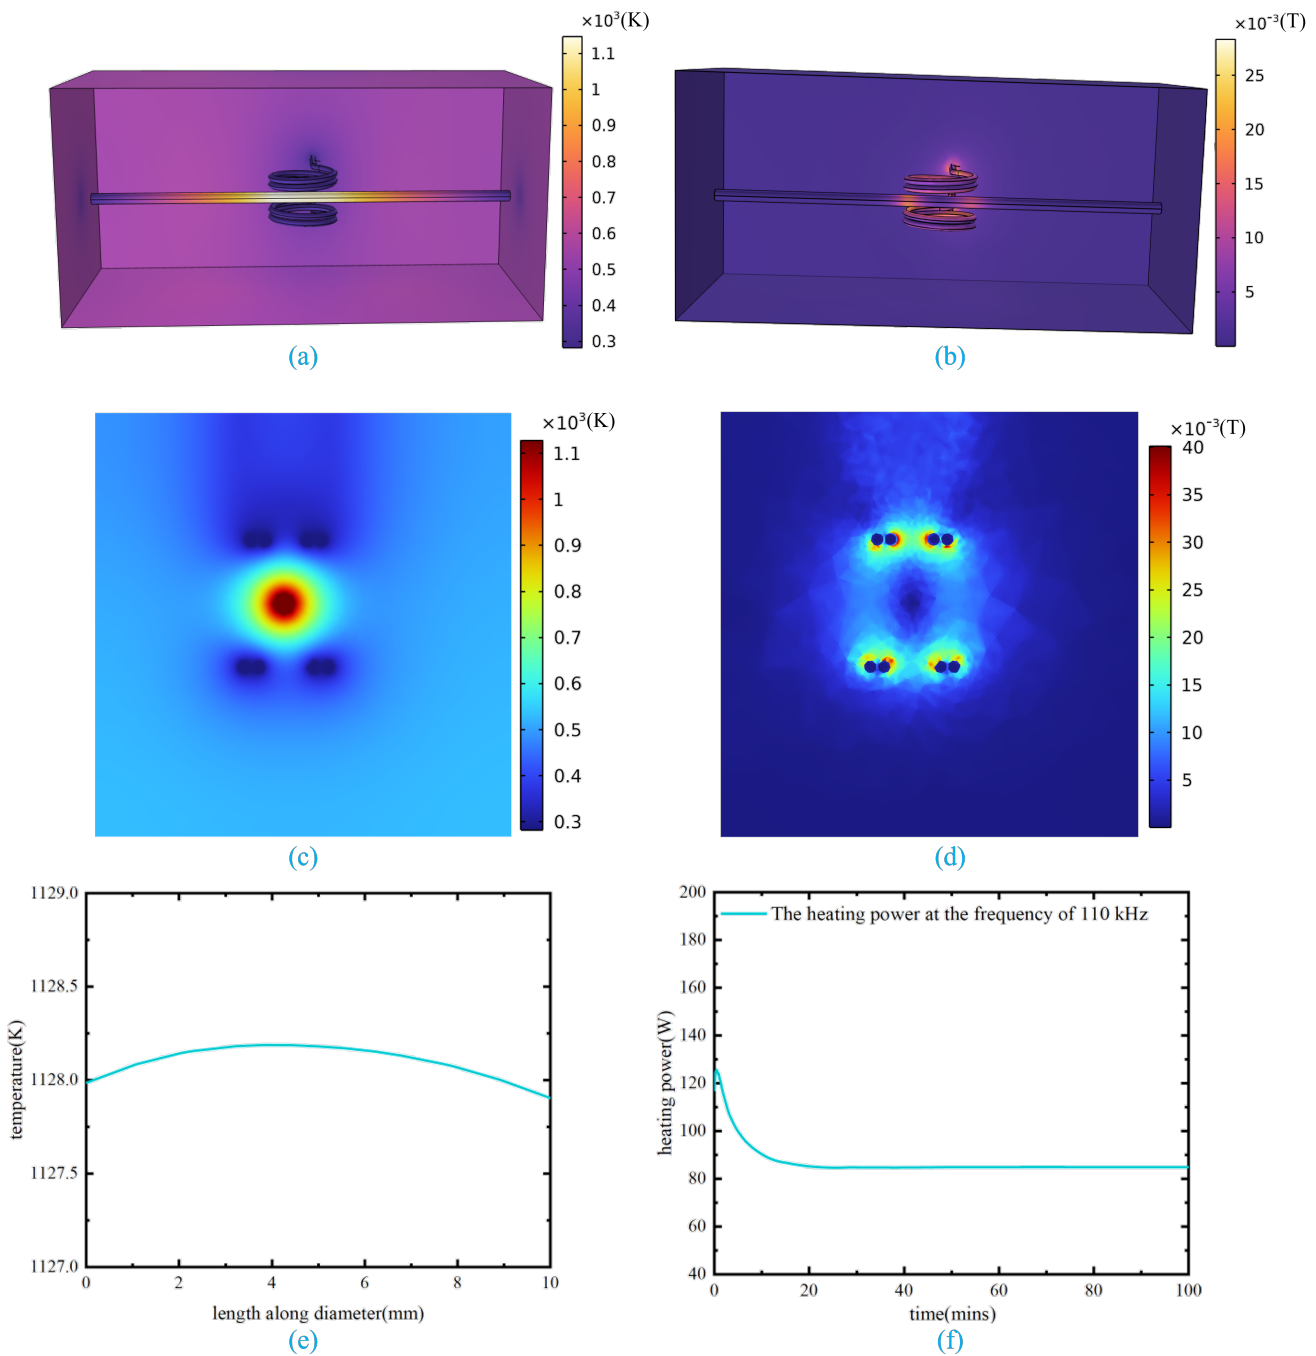 ×10³(K)
1.1
1
0.9
0.8
0.7
0.6
0.5
0.4
0.3
(a)
×10⁻³(T)
25
20
15
10
5
(b)
×10³(K)
1.1
1
0.9
0.8
0.7
0.6
0.5
0.4
0.3
(c)
×10⁻³(T)
40
35
30
25
20
15
10
5
(d)
1129.0
1128.5
1128.0
1127.5
1127.0
temperature(K)
0 2 4 6 8 10
length along diameter(mm)
(e)
The heating power at the frequency of 110 kHz
200
180
160
140
120
100
80
60
40
heating power(W)
0 20 40 60 80 100
time(mins)
(f)